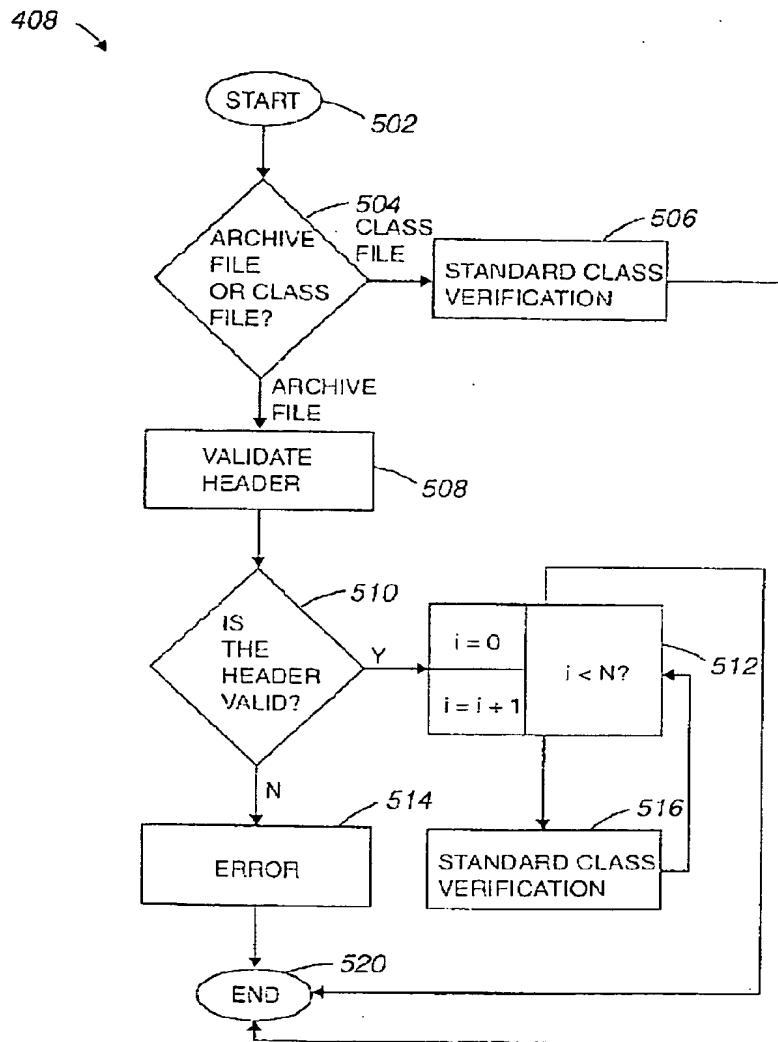 408
START
502
504
CLASS
FILE
506
ARCHIVE
FILE
OR CLASS
FILE?
STANDARD CLASS
VERIFICATION
ARCHIVE
FILE
VALIDATE
HEADER
508
510
IS
THE
HEADER
VALID?
Y
i = 0
i = i + 1
i < N?
512
N
514
516
ERROR
STANDARD CLASS
VERIFICATION
520
END